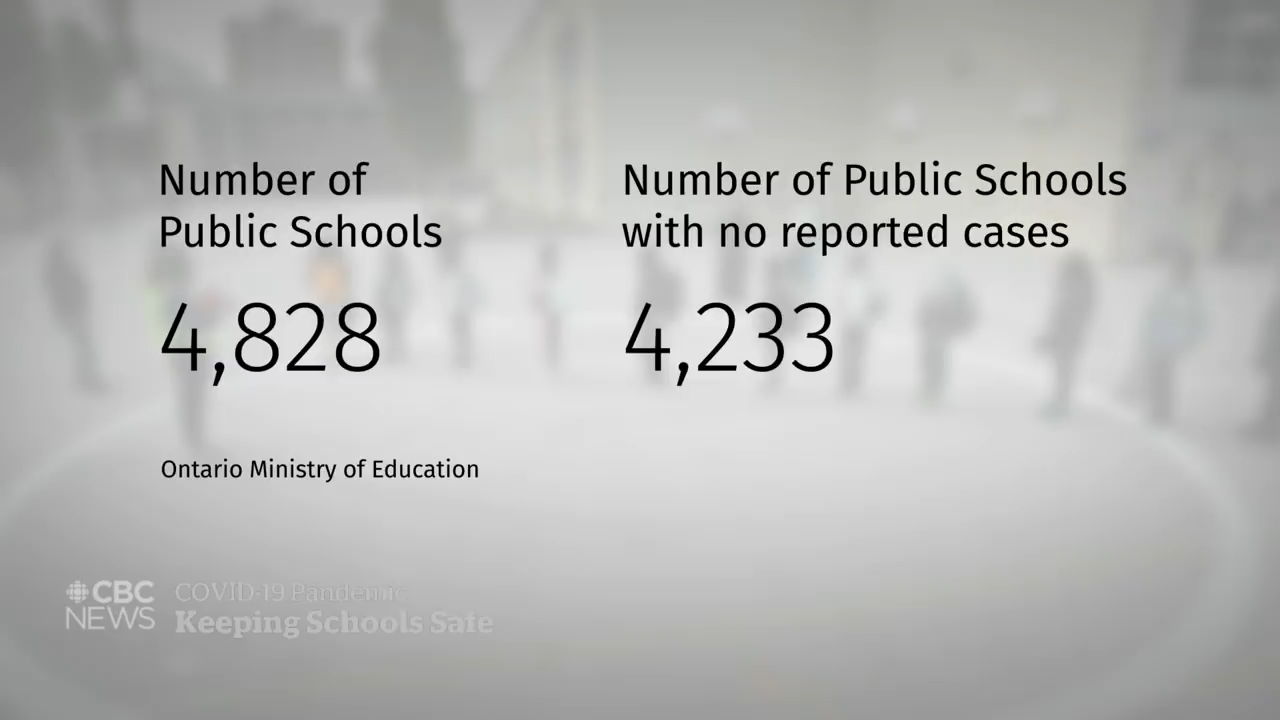 Number of
Public Schools
4,828
Number of Public Schools
with no reported cases
4,233
Ontario Ministry of Education
CBC
NEWS
COVID-19 Pandemic
Keeping Schools Safe